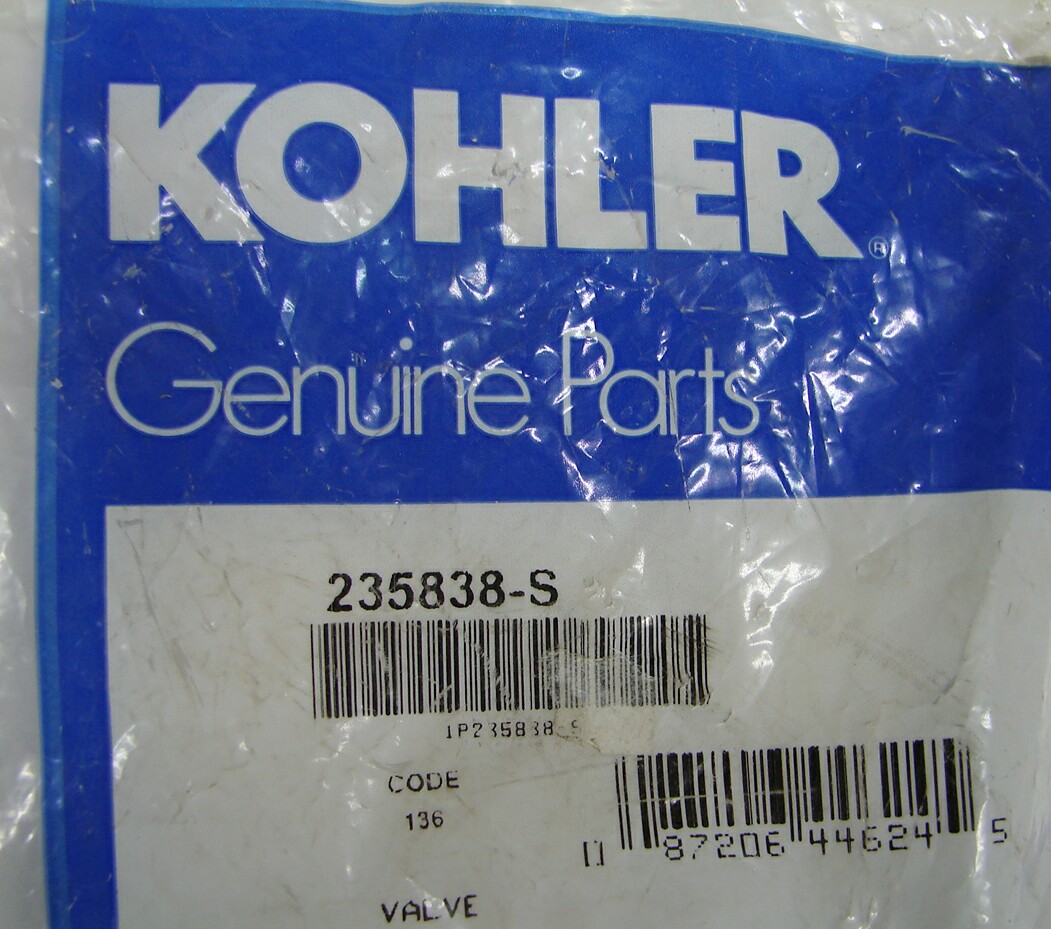 KOHLER®
Genuine Parts
235838-S
1P235838-S
CODE
136
0 87206 44624 5
VALVE